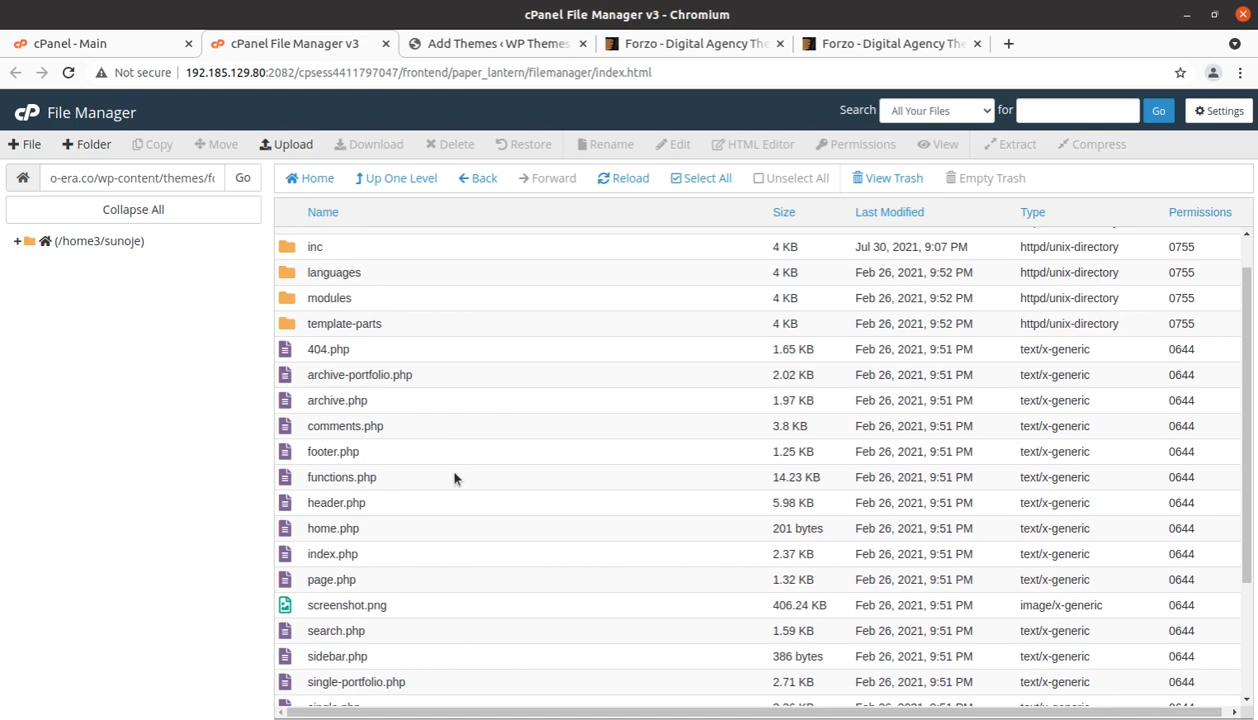 cPanel File Manager v3 - Chromium
cPanel - Main
cPanel File Manager v3
Add Themes ‹ WP Themes
Forzo - Digital Agency The
Forzo - Digital Agency The
Not secure
192.185.129.80:2082/cpsess4411797047/frontend/paper_lantern/filemanager/index.html
cP File Manager
Search All Your Files for Go Settings
File Folder Copy Move Upload Download Delete Restore Rename Edit HTML Editor Permissions View Extract Compress
o-era.co/wp-content/themes/fo Go
Home Up One Level Back Forward Reload Select All Unselect All View Trash Empty Trash
Collapse All
(/home3/sunoje)
Name Size Last Modified Type Permissions
inc 4 KB Jul 30, 2021, 9:07 PM httpd/unix-directory 0755
languages 4 KB Feb 26, 2021, 9:52 PM httpd/unix-directory 0755
modules 4 KB Feb 26, 2021, 9:52 PM httpd/unix-directory 0755
template-parts 4 KB Feb 26, 2021, 9:52 PM httpd/unix-directory 0755
404.php 1.65 KB Feb 26, 2021, 9:51 PM text/x-generic 0644
archive-portfolio.php 2.02 KB Feb 26, 2021, 9:51 PM text/x-generic 0644
archive.php 1.97 KB Feb 26, 2021, 9:51 PM text/x-generic 0644
comments.php 3.8 KB Feb 26, 2021, 9:51 PM text/x-generic 0644
footer.php 1.25 KB Feb 26, 2021, 9:51 PM text/x-generic 0644
functions.php 14.23 KB Feb 26, 2021, 9:51 PM text/x-generic 0644
header.php 5.98 KB Feb 26, 2021, 9:51 PM text/x-generic 0644
home.php 201 bytes Feb 26, 2021, 9:51 PM text/x-generic 0644
index.php 2.37 KB Feb 26, 2021, 9:51 PM text/x-generic 0644
page.php 1.32 KB Feb 26, 2021, 9:51 PM text/x-generic 0644
screenshot.png 406.24 KB Feb 26, 2021, 9:51 PM image/x-generic 0644
search.php 1.59 KB Feb 26, 2021, 9:51 PM text/x-generic 0644
sidebar.php 386 bytes Feb 26, 2021, 9:51 PM text/x-generic 0644
single-portfolio.php 2.71 KB Feb 26, 2021, 9:51 PM text/x-generic 0644